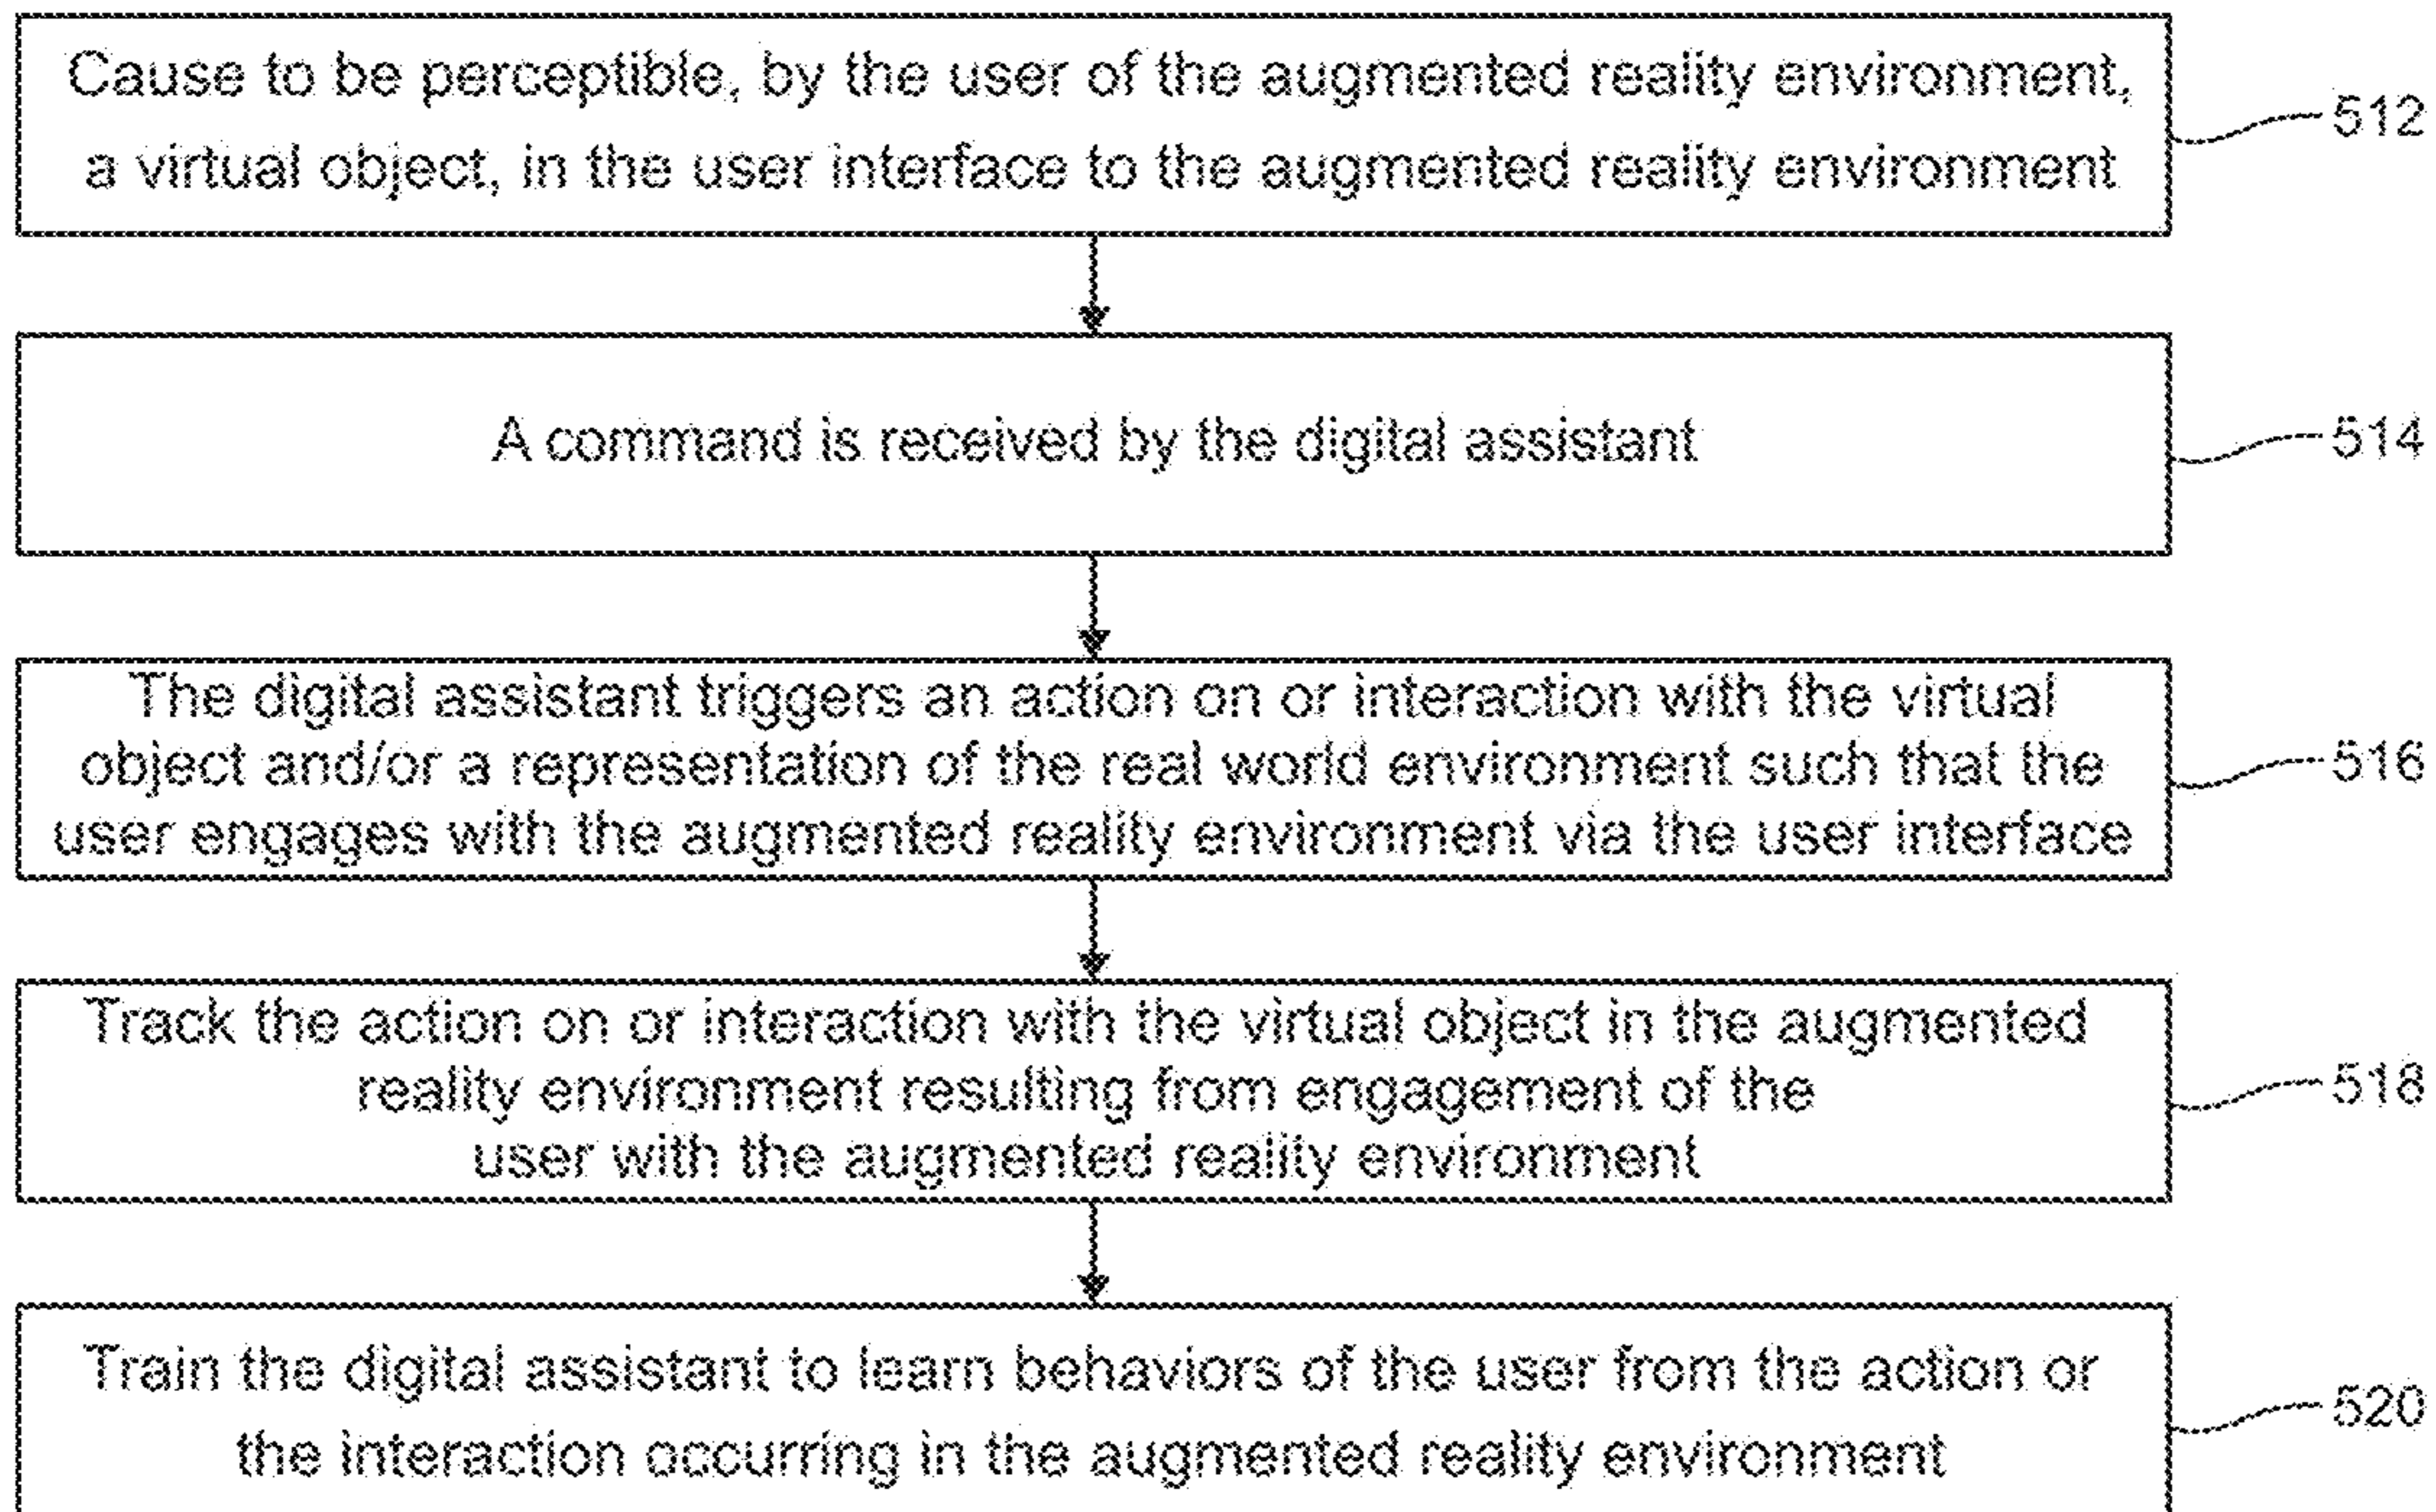 Cause to be perceptible, by the user of the augmented reality environment,
a virtual object, in the user interface to the augmented reality environment
512
A command is received by the digital assistant
514
The digital assistant triggers an action on or interaction with the virtual
object and/or a representation of the real world environment such that the
user engages with the augmented reality environment via the user interface
516
Track the action on or interaction with the virtual object in the augmented
reality environment resulting from engagement of the
user with the augmented reality environment
518
Train the digital assistant to learn behaviors of the user from the action or
the interaction occurring in the augmented reality environment
520